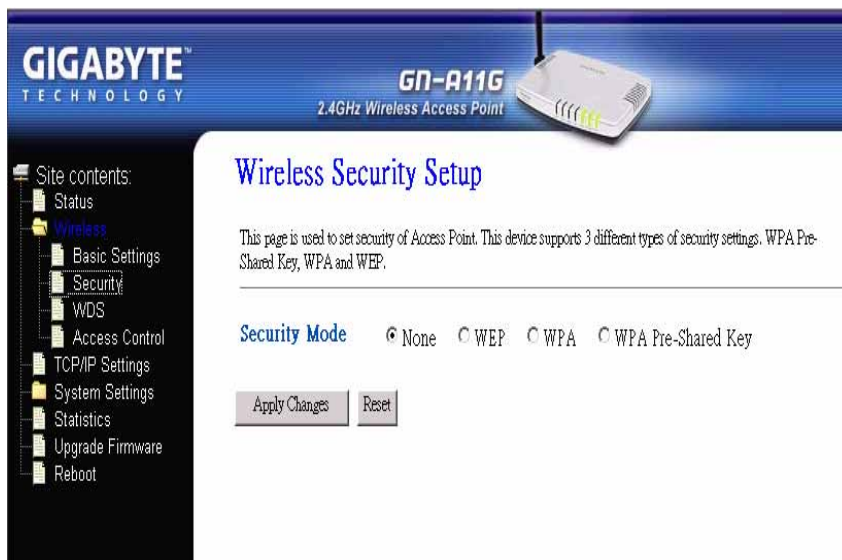 GIGABYTE™
TECHNOLOGY
GN-A11G
2.4GHz Wireless Access Point
Site contents:
Status
Wireless
Basic Settings
Security
WDS
Access Control
TCP/IP Settings
System Settings
Statistics
Upgrade Firmware
Reboot
Wireless Security Setup
This page is used to set security of Access Point. This device supports 3 different types of security settings. WPA Pre-
Shared Key, WPA and WEP.
Security Mode None WEP WPA WPA Pre-Shared Key
Apply Changes Reset